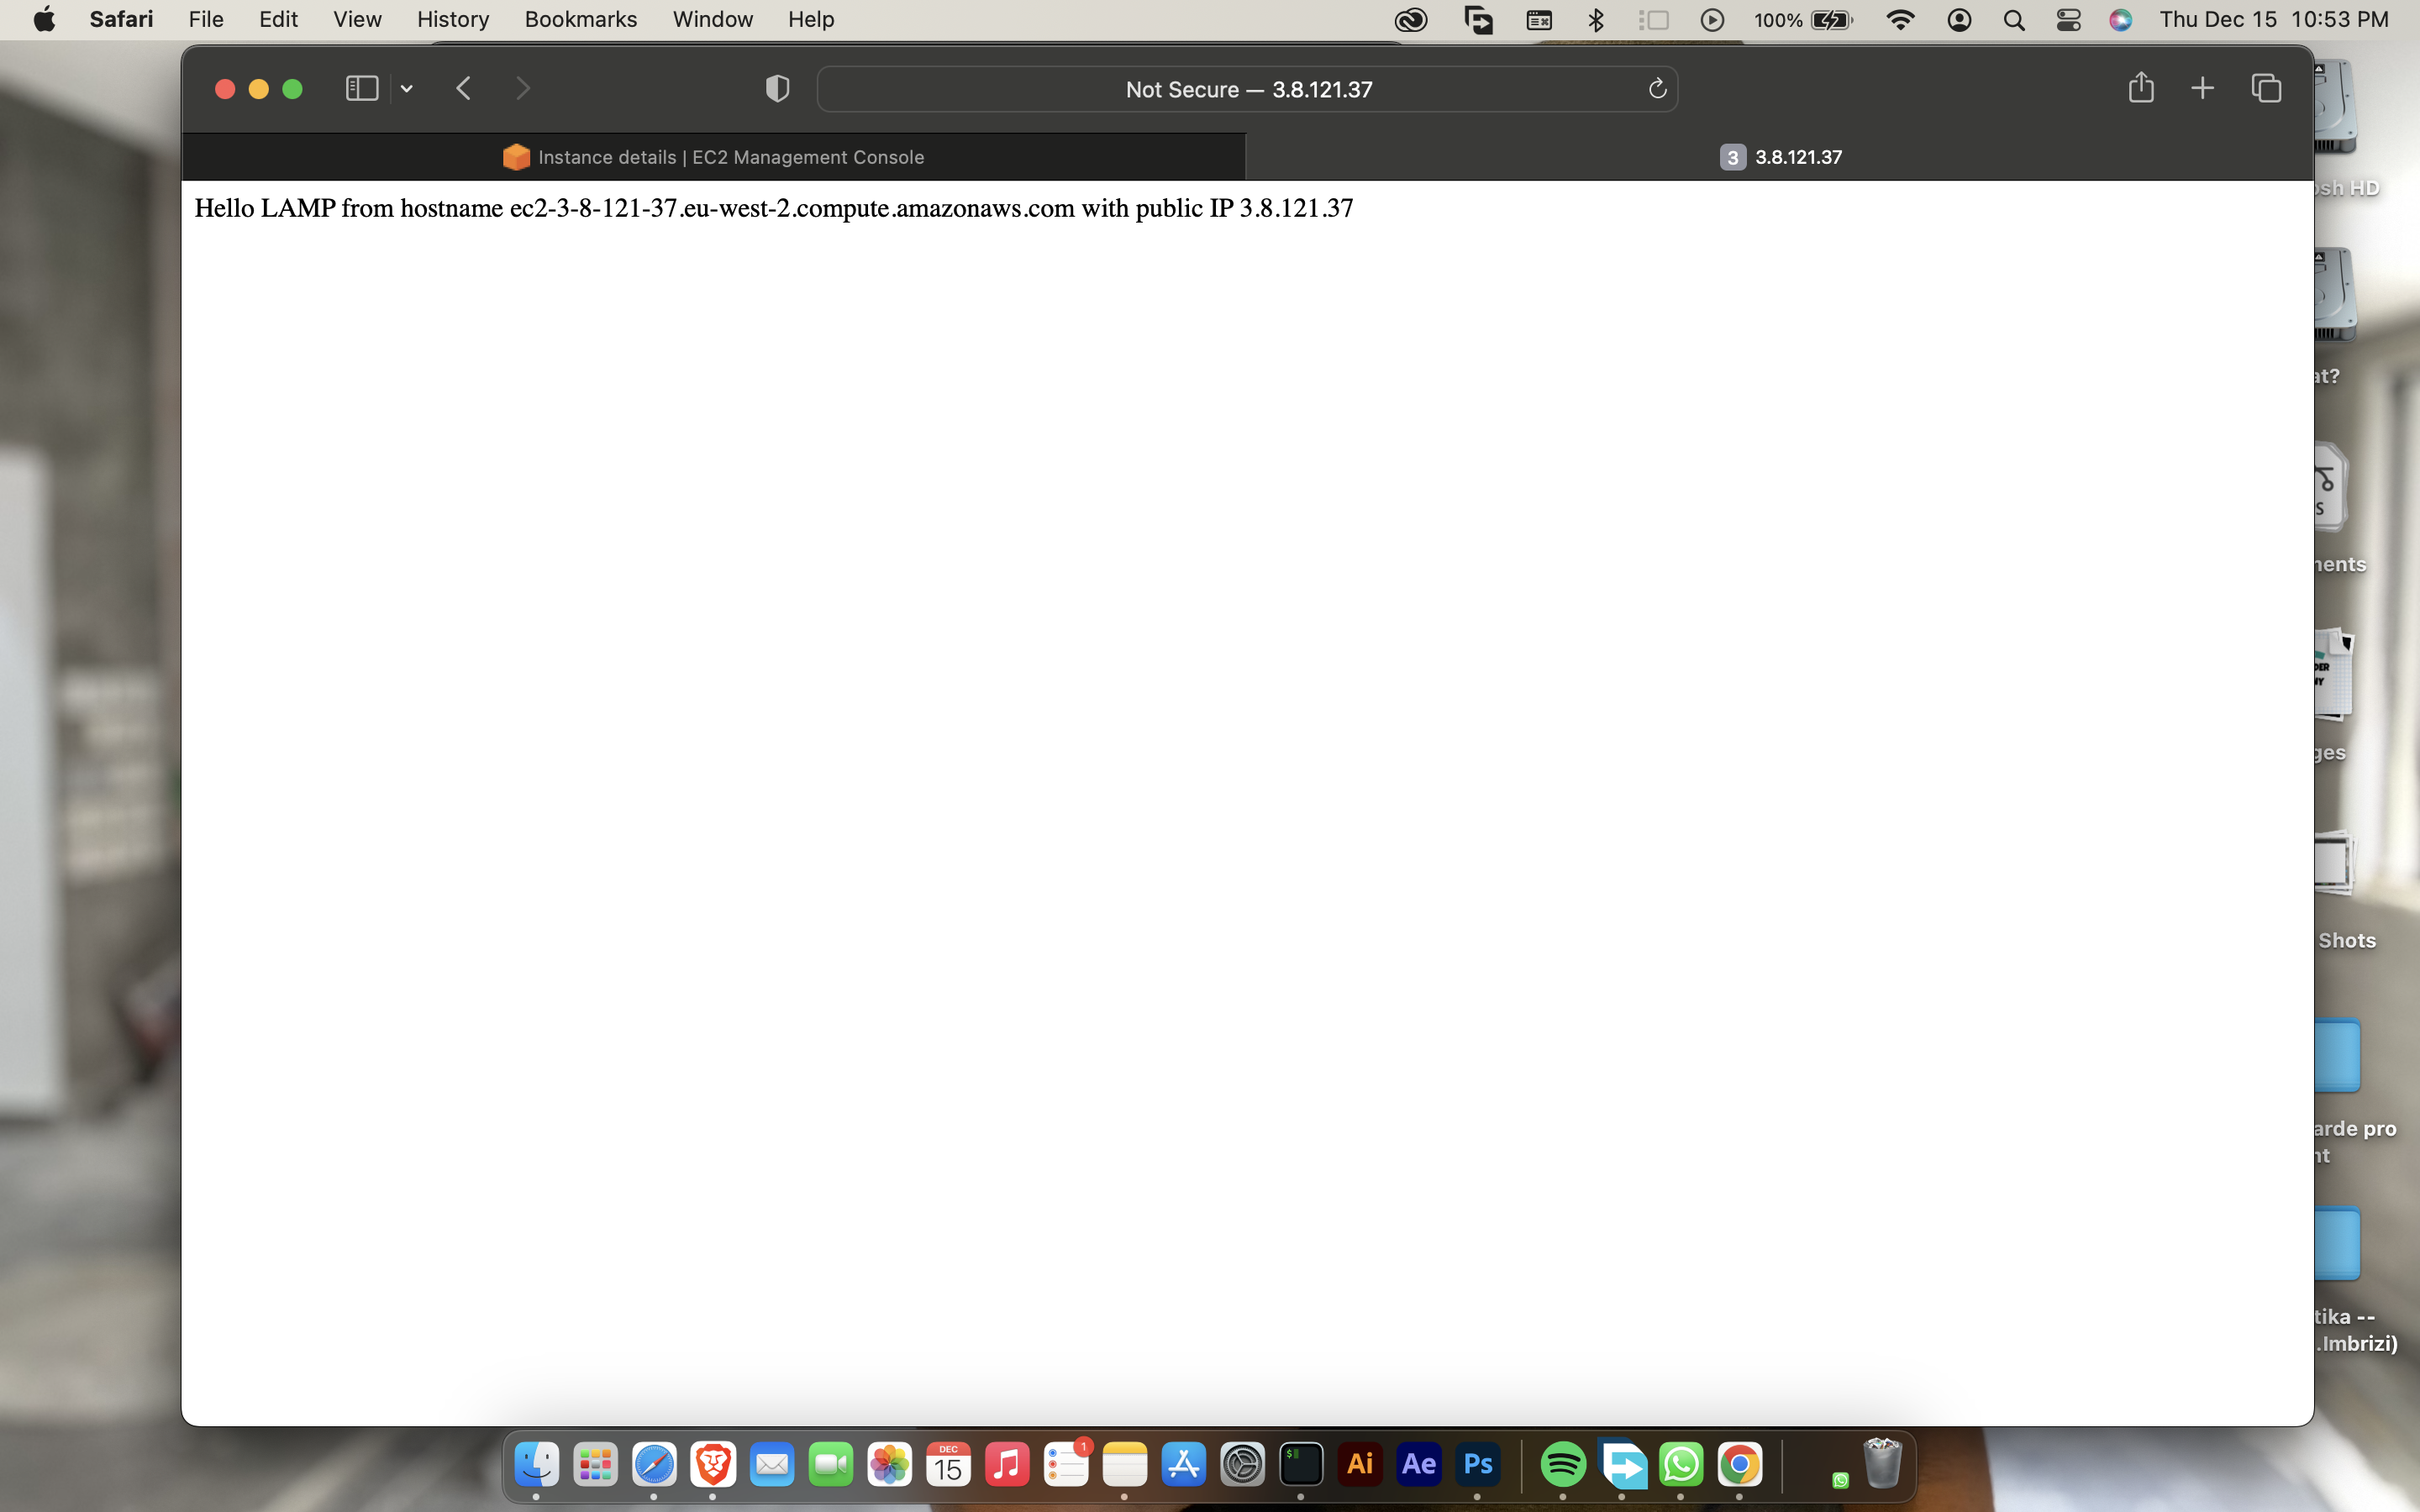 Safari File Edit View History Bookmarks Window Help 100% Thu Dec 15 10:53 PM
Not Secure — 3.8.121.37
Instance details | EC2 Management Console
3 3.8.121.37
Hello LAMP from hostname ec2-3-8-121-37.eu-west-2.compute.amazonaws.com with public IP 3.8.121.37
osh HD
at?
S
nents
DER
NY
ges
Shots
arde pro
nt
tika --
.Imbrizi)
DEC
15
1
$
Ai
Ae
Ps